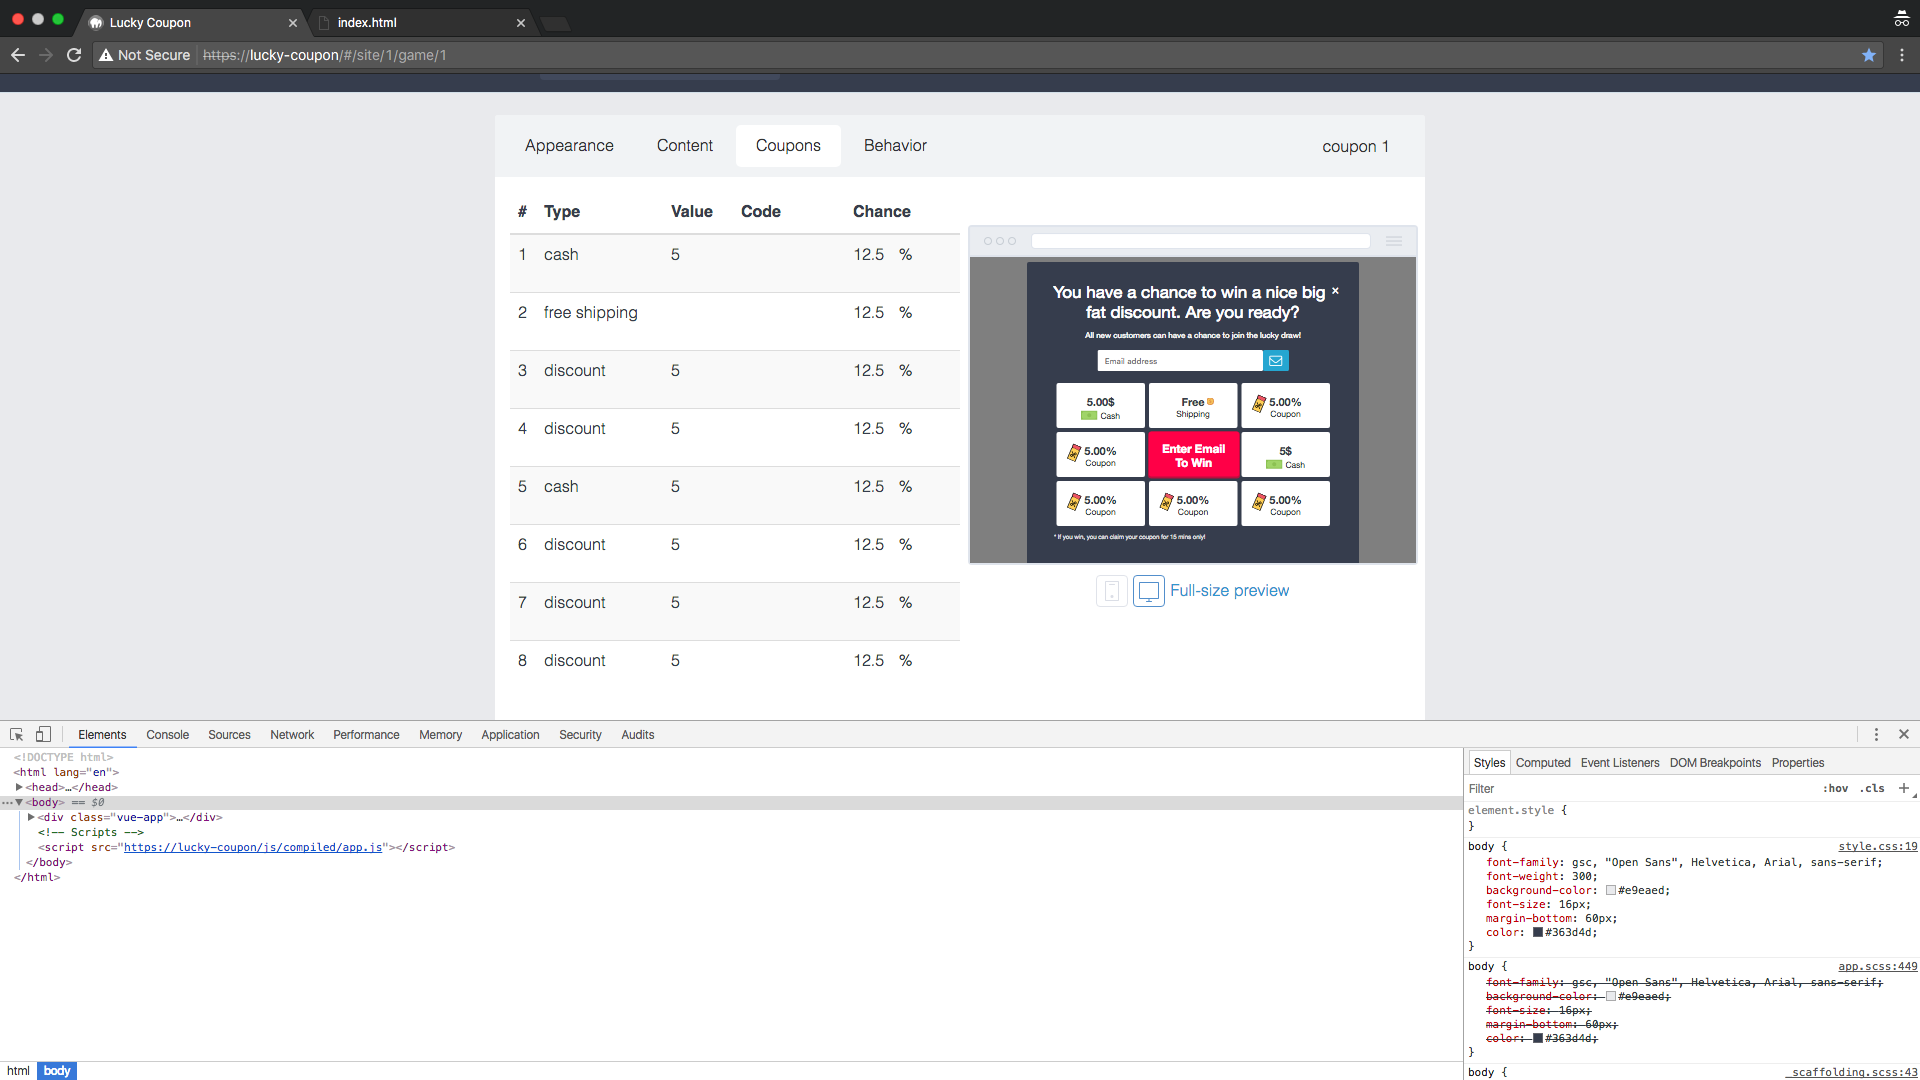 Lucky Coupon
index.html
Not Secure https://lucky-coupon/#/site/1/game/1
Appearance Content Coupons Behavior coupon 1
# Type Value Code Chance
1 cash 5 12.5 %
2 free shipping 12.5 %
3 discount 5 12.5 %
4 discount 5 12.5 %
5 cash 5 12.5 %
6 discount 5 12.5 %
7 discount 5 12.5 %
8 discount 5 12.5 %
You have a chance to win a nice big ×
fat discount. Are you ready?
All new customers can have a chance to join the lucky draw!
Email address
5.00$
Cash
Free
Shipping
5.00%
Coupon
5.00%
Coupon
Enter Email
To Win
5$
Cash
5.00%
Coupon
5.00%
Coupon
5.00%
Coupon
* If you win, you can claim your coupon for 15 mins only!
Full-size preview
Elements Console Sources Network Performance Memory Application Security Audits
<!DOCTYPE html>
<html lang="en">
<head>…</head>
<body> == $0
<div class="vue-app">…</div>
<!-- Scripts -->
<script src="https://lucky-coupon/js/compiled/app.js"></script>
</body>
</html>
html body
Styles Computed Event Listeners DOM Breakpoints Properties
Filter :hov .cls +
element.style {
}
body { style.css:19
font-family: gsc, "Open Sans", Helvetica, Arial, sans-serif;
font-weight: 300;
background-color: #e9eaed;
font-size: 16px;
margin-bottom: 60px;
color: #363d4d;
}
body { app.scss:449
font-family: gsc, "Open Sans", Helvetica, Arial, sans-serif;
background-color: #e9eaed;
font-size: 16px;
margin-bottom: 60px;
color: #363d4d;
}
body { _scaffolding.scss:43